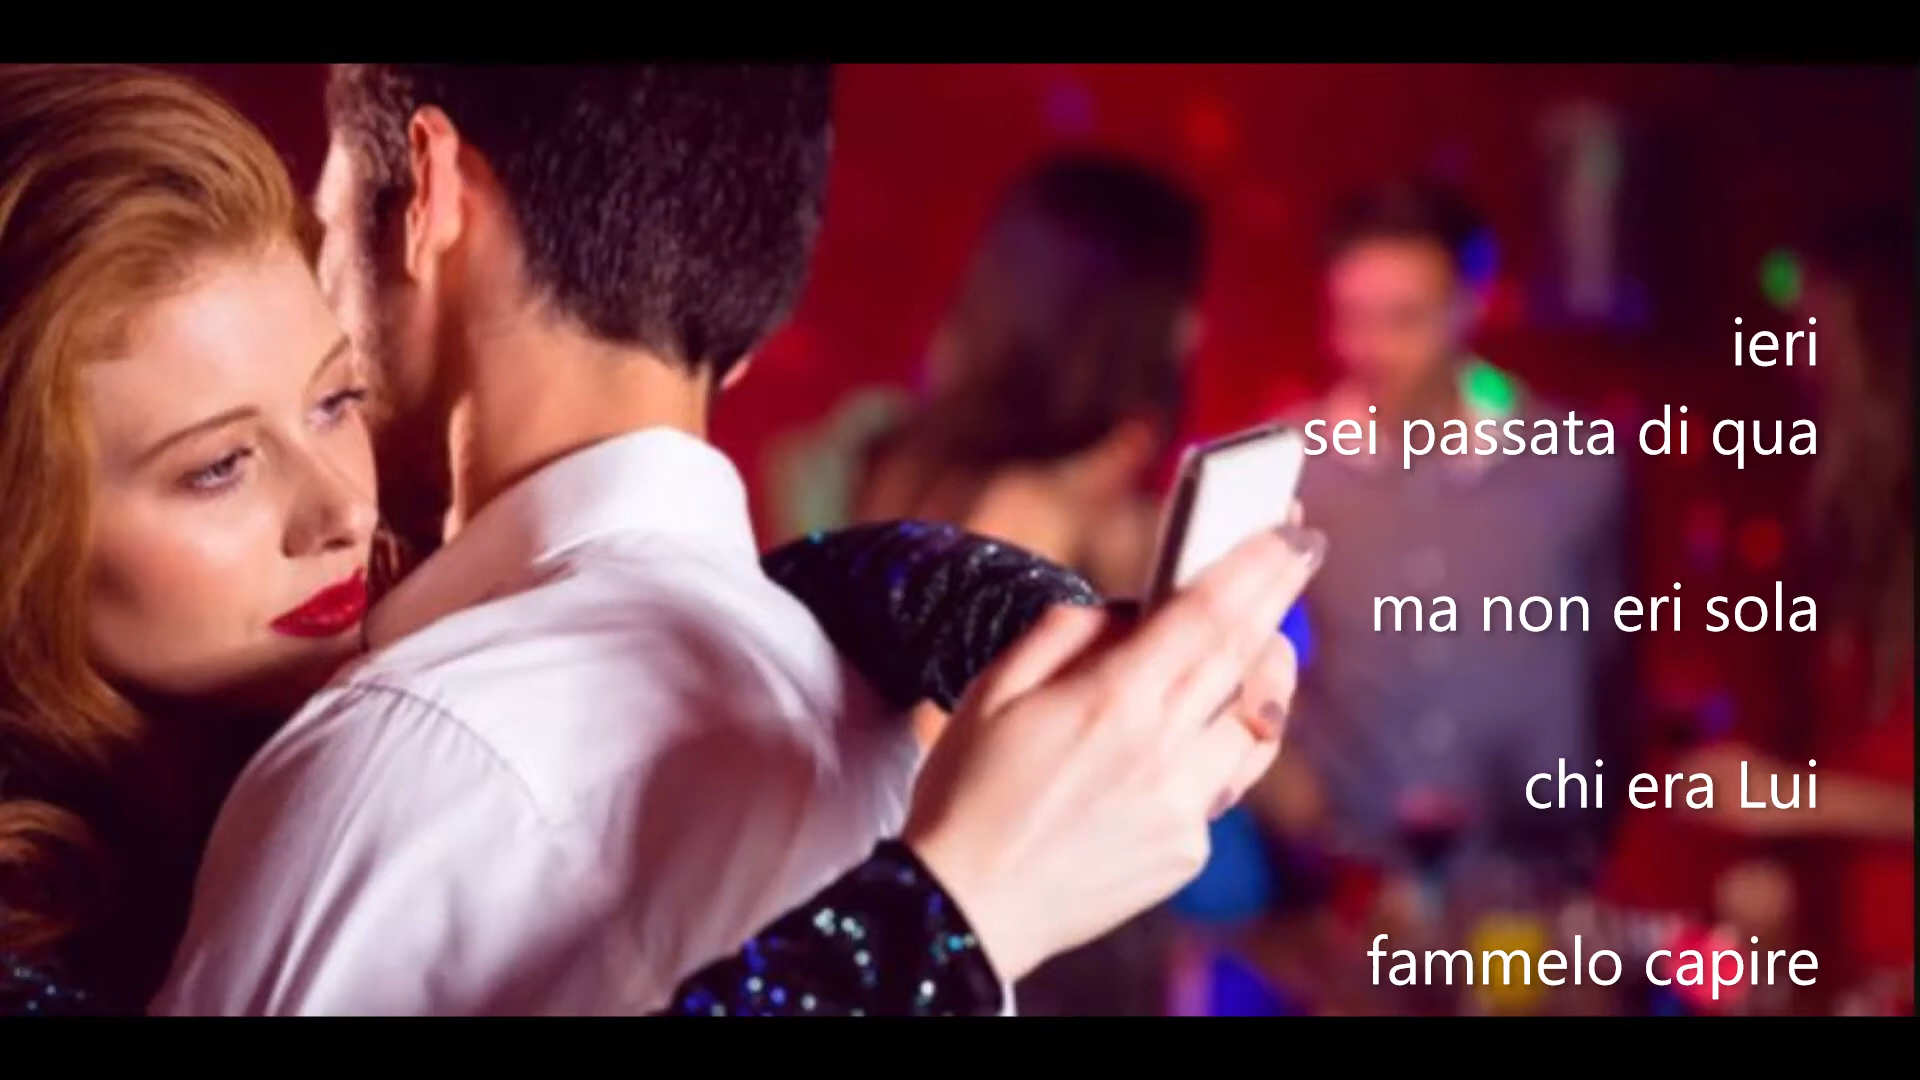 ieri
sei passata di qua
ma non eri sola
chi era Lui
fammelo capire